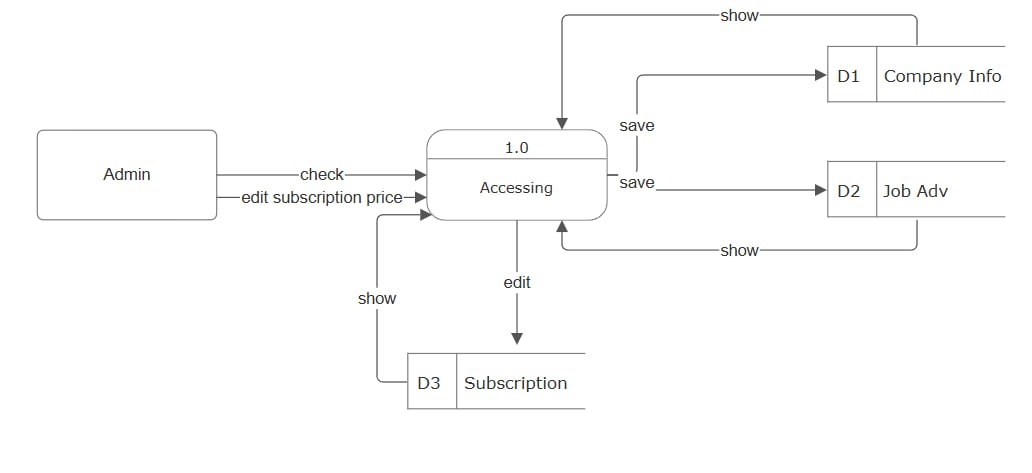 show
D1 Company Info
save
1.0
Admin
check
Accessing
save
D2 Job Adv
edit subscription price
show
edit
show
D3 Subscription